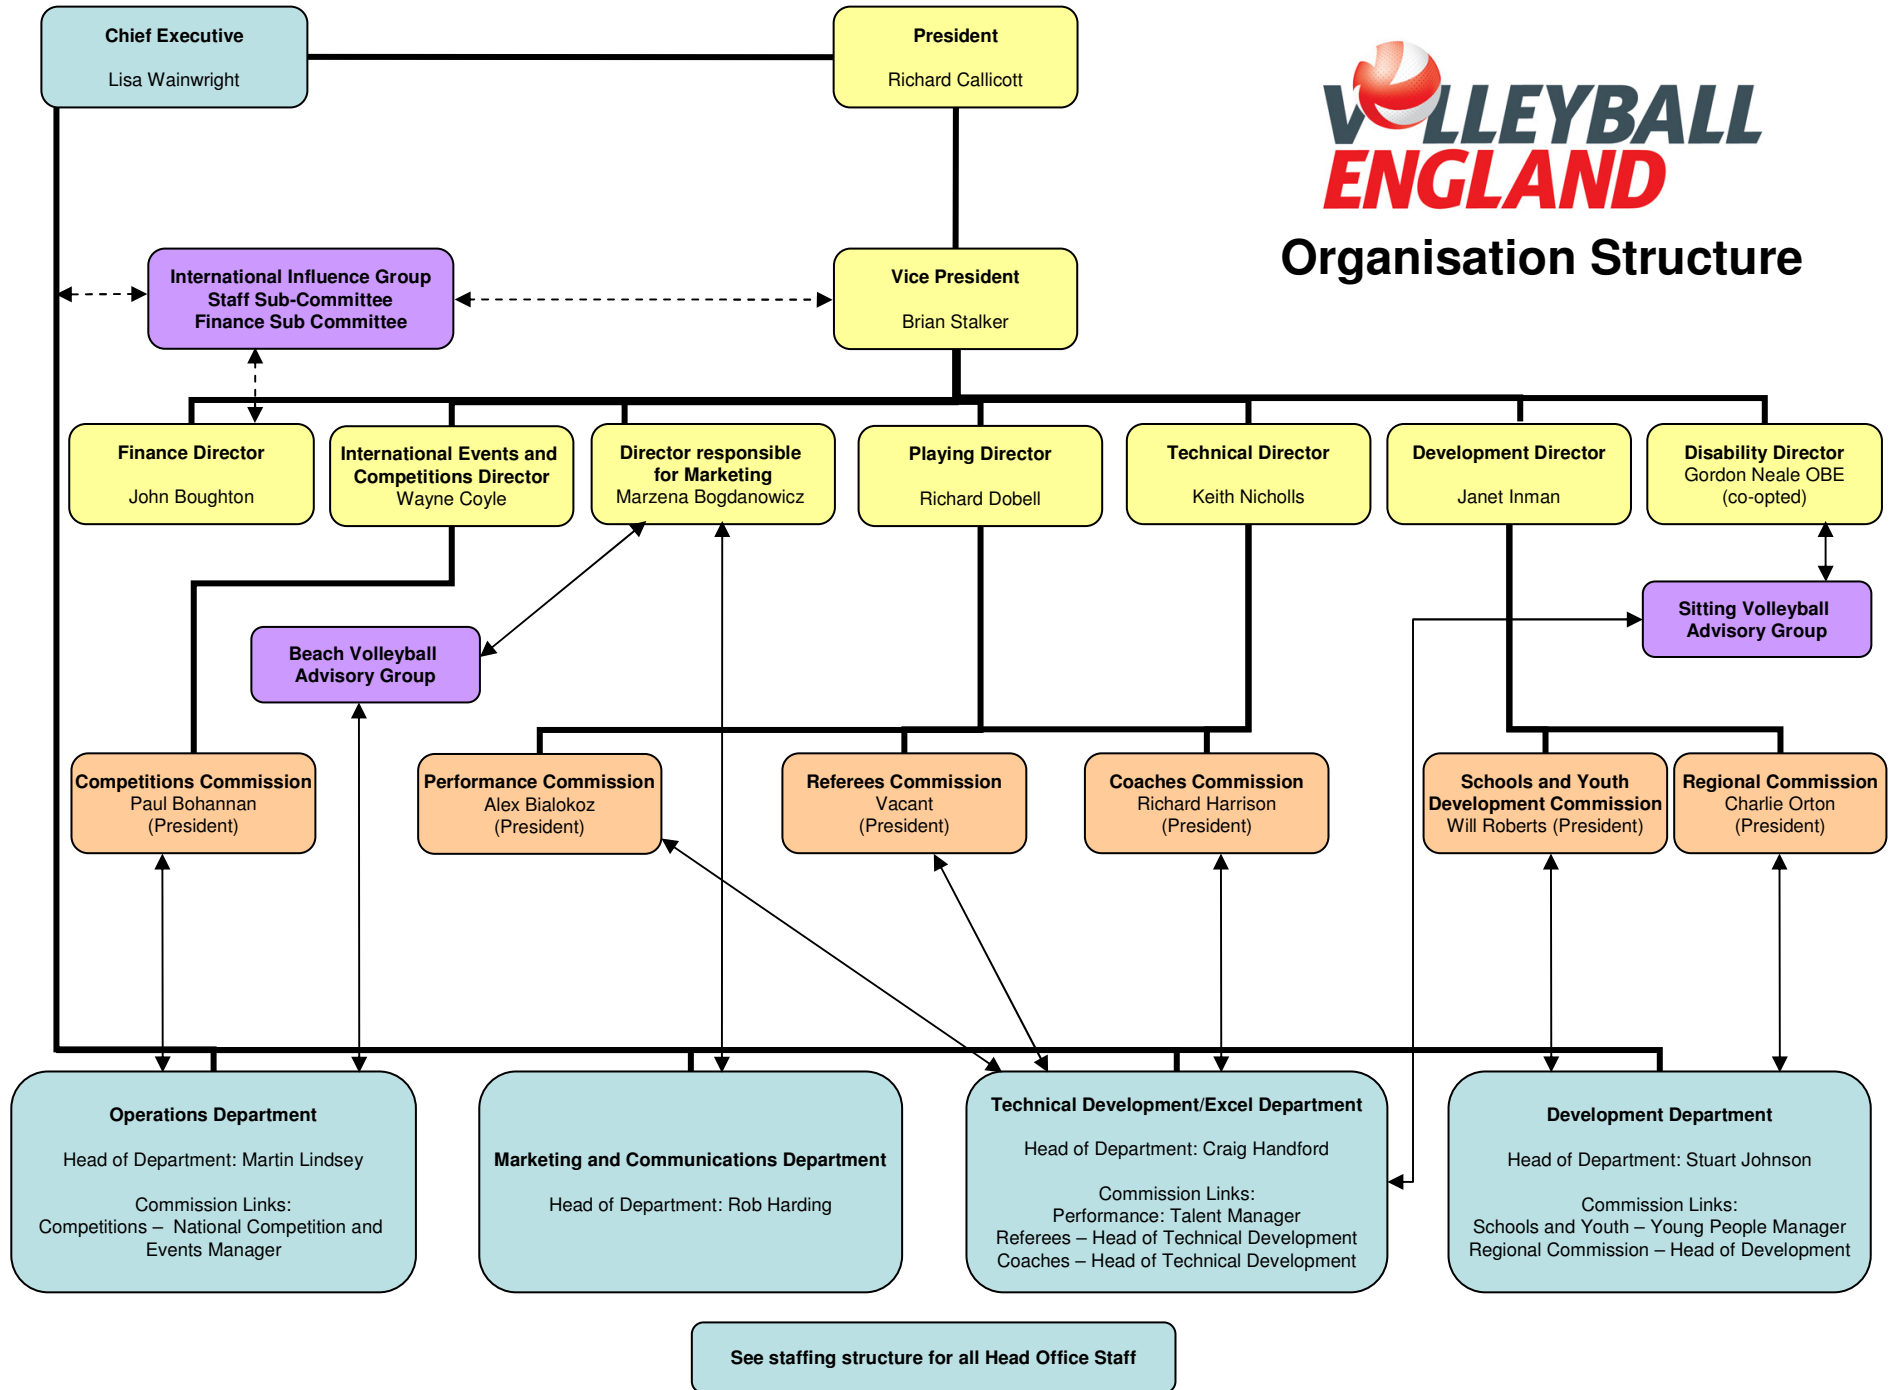 Chief Executive
Lisa Wainwright
President
Richard Callicott
VOLLEYBALL
ENGLAND
Organisation Structure
International Influence Group
Staff Sub-Committee
Finance Sub Committee
Vice President
Brian Stalker
Finance Director
John Boughton
International Events and
Competitions Director
Wayne Coyle
Director responsible
for Marketing
Marzena Bogdanowicz
Playing Director
Richard Dobell
Technical Director
Keith Nicholls
Development Director
Janet Inman
Disability Director
Gordon Neale OBE
(co-opted)
Beach Volleyball
Advisory Group
Sitting Volleyball
Advisory Group
Competitions Commission
Paul Bohannan
(President)
Performance Commission
Alex Bialokoz
(President)
Referees Commission
Vacant
(President)
Coaches Commission
Richard Harrison
(President)
Schools and Youth
Development Commission
Will Roberts (President)
Regional Commission
Charlie Orton
(President)
Operations Department
Head of Department: Martin Lindsey
Commission Links:
Competitions – National Competition and
Events Manager
Marketing and Communications Department
Head of Department: Rob Harding
Technical Development/Excel Department
Head of Department: Craig Handford
Commission Links:
Performance: Talent Manager
Referees – Head of Technical Development
Coaches – Head of Technical Development
Development Department
Head of Department: Stuart Johnson
Commission Links:
Schools and Youth – Young People Manager
Regional Commission – Head of Development
See staffing structure for all Head Office Staff